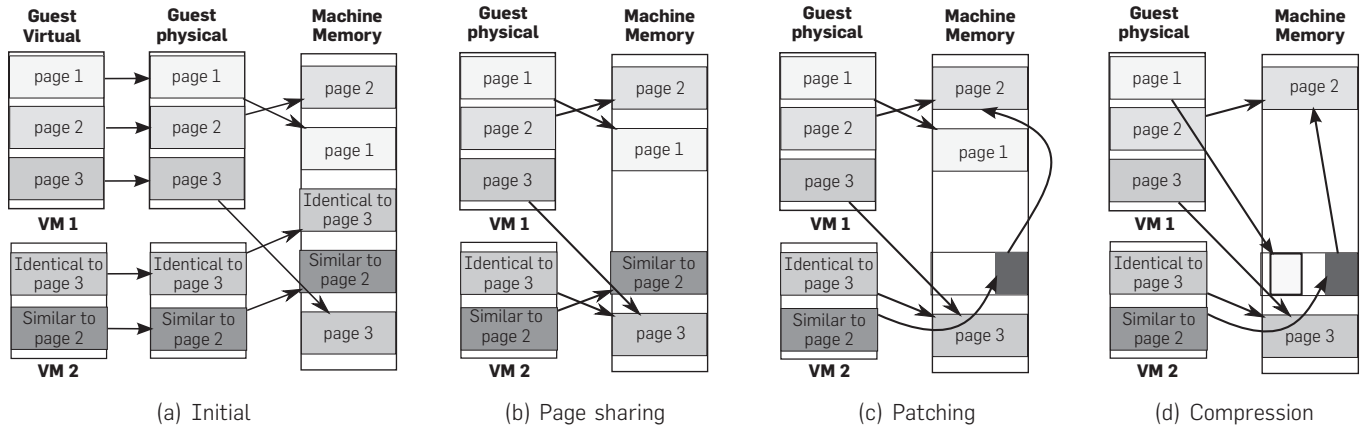 Guest
Virtual
Guest
physical
Machine
Memory
page 1
page 2
page 3
VM 1
Identical to
page 3
Similar to
page 2
VM 2
page 1
page 2
page 3
Identical to
page 3
Similar to
page 2
page 2
page 1
Identical to
page 3
Similar to
page 2
page 3
(a) Initial
Guest
physical
Machine
Memory
page 1
page 2
page 3
VM 1
Identical to
page 3
Similar to
page 2
VM 2
page 2
page 1
Similar to
page 2
page 3
(b) Page sharing
Guest
physical
Machine
Memory
page 1
page 2
page 3
VM 1
Identical to
page 3
Similar to
page 2
VM 2
page 2
page 1
page 3
(c) Patching
Guest
physical
Machine
Memory
page 1
page 2
page 3
VM 1
Identical to
page 3
Similar to
page 2
VM 2
page 2
page 3
(d) Compression